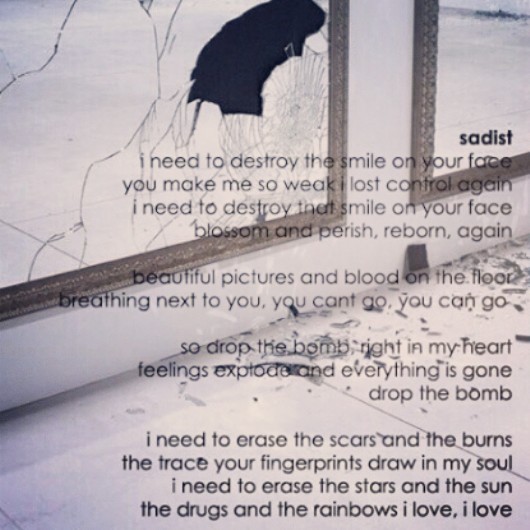 sadist
i need to destroy the smile on your face
you make me so weak i lost control again
i need to destroy that smile on your face
blossom and perish, reborn, again
beautiful pictures and blood on the floor
breathing next to you, you cant go, you can go
so drop the bomb, right in my heart
feelings explode and everything is gone
drop the bomb
i need to erase the scars and the burns
the trace your fingerprints draw in my soul
i need to erase the stars and the sun
the drugs and the rainbows i love, i love